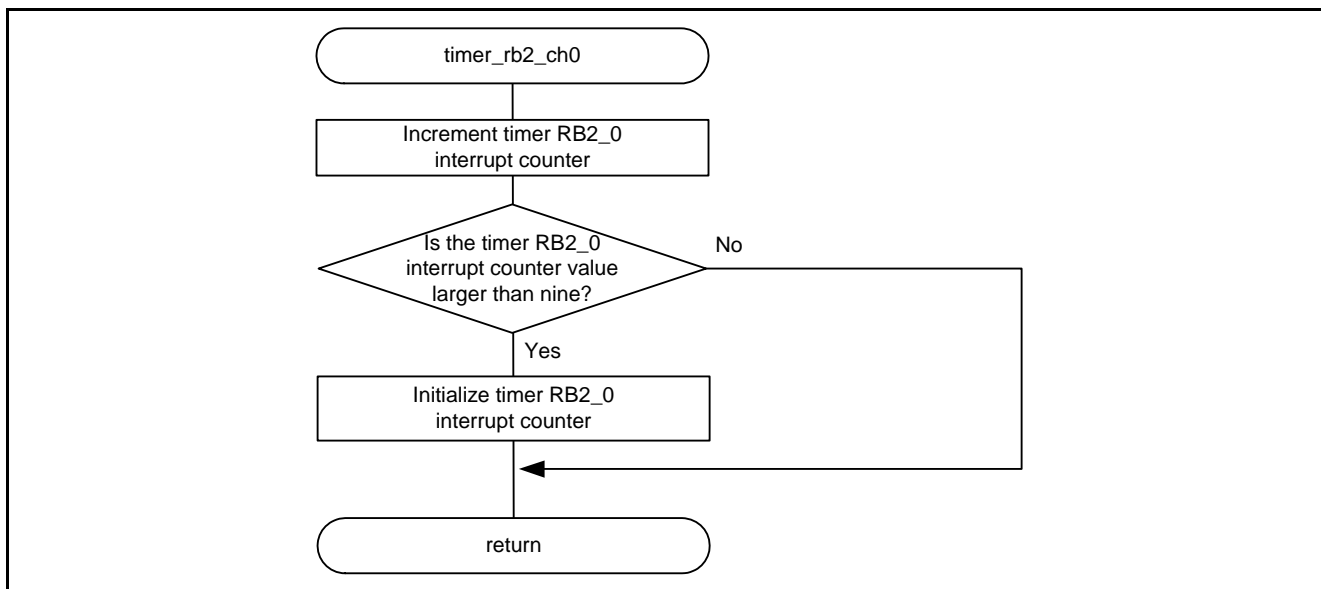 timer_rb2_ch0
Increment timer RB2_0
interrupt counter
Is the timer RB2_0
interrupt counter value
larger than nine?
No
Yes
Initialize timer RB2_0
interrupt counter
return